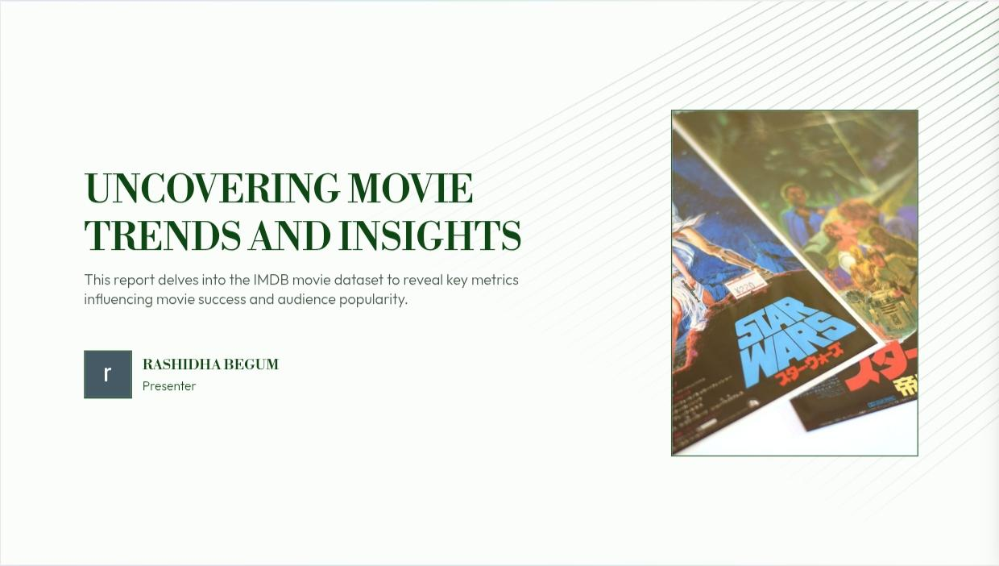 UNCOVERING MOVIE
TRENDS AND INSIGHTS
This report delves into the IMDB movie dataset to reveal key metrics
influencing movie success and audience popularity.
r
RASHIDHA BEGUM
Presenter
¥220
STAR
WARS
スター・ウォーズ
スター
帝